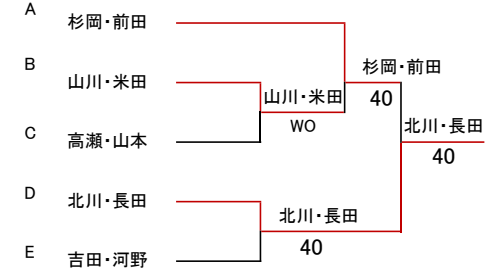 A 杉岡・前田
B 山川・米田
C 高瀬・山本
D 北川・長田
E 吉田・河野
山川・米田
WO
北川・長田
40
杉岡・前田
40
北川・長田
40